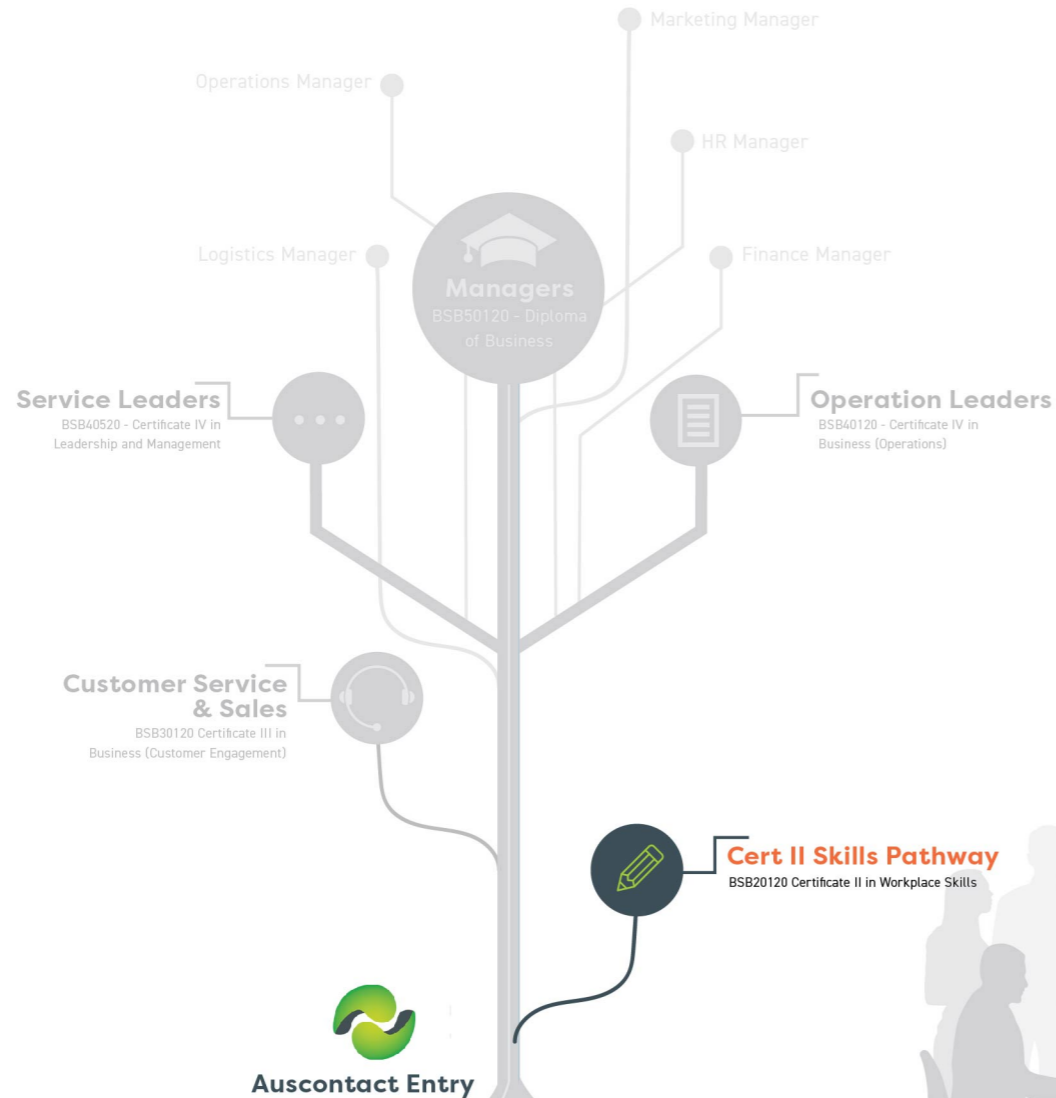 Marketing Manager
Operations Manager
HR Manager
Logistics Manager
Finance Manager
Managers
BSB50120 - Diploma
of Business
Service Leaders
BSB40520 - Certificate IV in
Leadership and Management
Operation Leaders
BSB40120 - Certificate IV in
Business (Operations)
Customer Service
& Sales
BSB30120 Certificate III in
Business (Customer Engagement)
Cert II Skills Pathway
BSB20120 Certificate II in Workplace Skills
Auscontact Entry